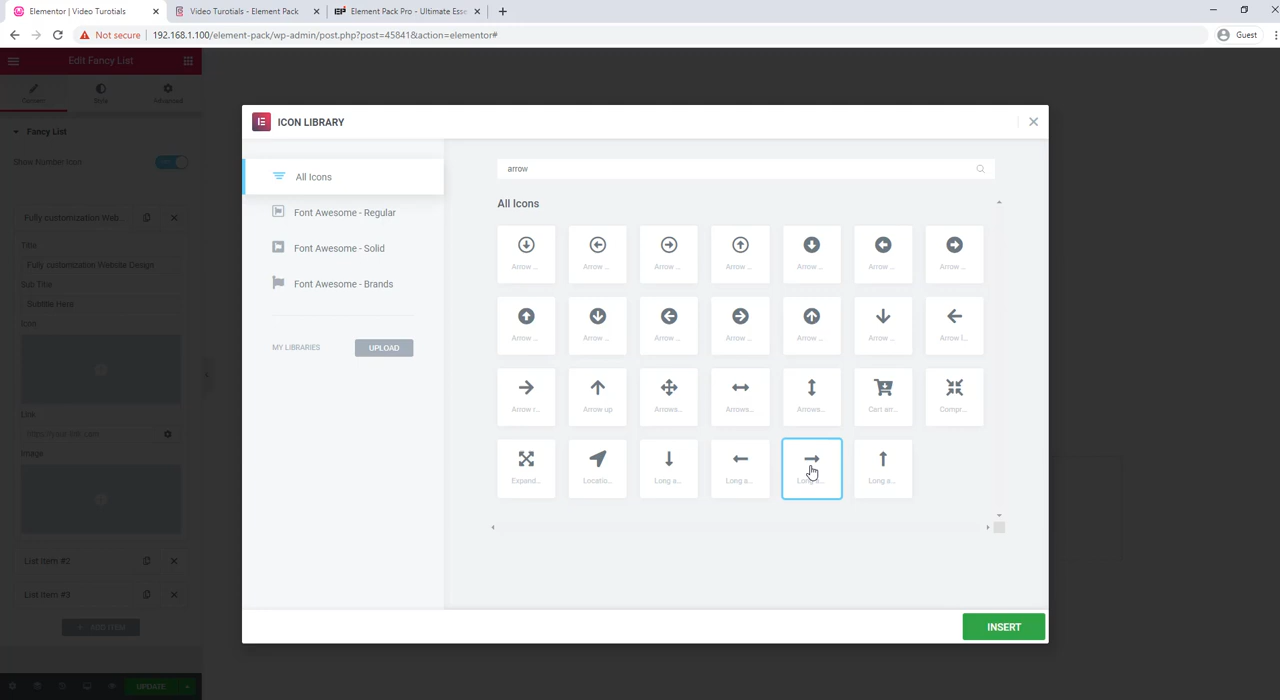 Elementor | Video Turotials
Video Turotials - Element Pack
Element Pack Pro - Ultimate Esse
Not secure
192.168.1.100/element-pack/wp-admin/post.php?post=45841&action=elementor#
Guest
Edit Fancy List
Content
Style
Advanced
Fancy List
Show Number Icon
Fully customization Web...
Title
Fully customization Website Design
Sub Title
Subtitle Here
Icon
Link
https://your-link.com
Image
List Item #2
List Item #3
+ ADD ITEM
UPDATE
ICON LIBRARY
All Icons
Font Awesome - Regular
Font Awesome - Solid
Font Awesome - Brands
MY LIBRARIES
UPLOAD
arrow
All Icons
Arrow ...
Arrow ...
Arrow ...
Arrow ...
Arrow ...
Arrow ...
Arrow ...
Arrow ...
Arrow ...
Arrow ...
Arrow ...
Arrow ...
Arrow ...
Arrow l...
Arrow r...
Arrow up
Arrows...
Arrows...
Arrows...
Cart arr...
Compr...
Expand...
Locatio...
Long a...
Long a...
Long a...
Long a...
INSERT